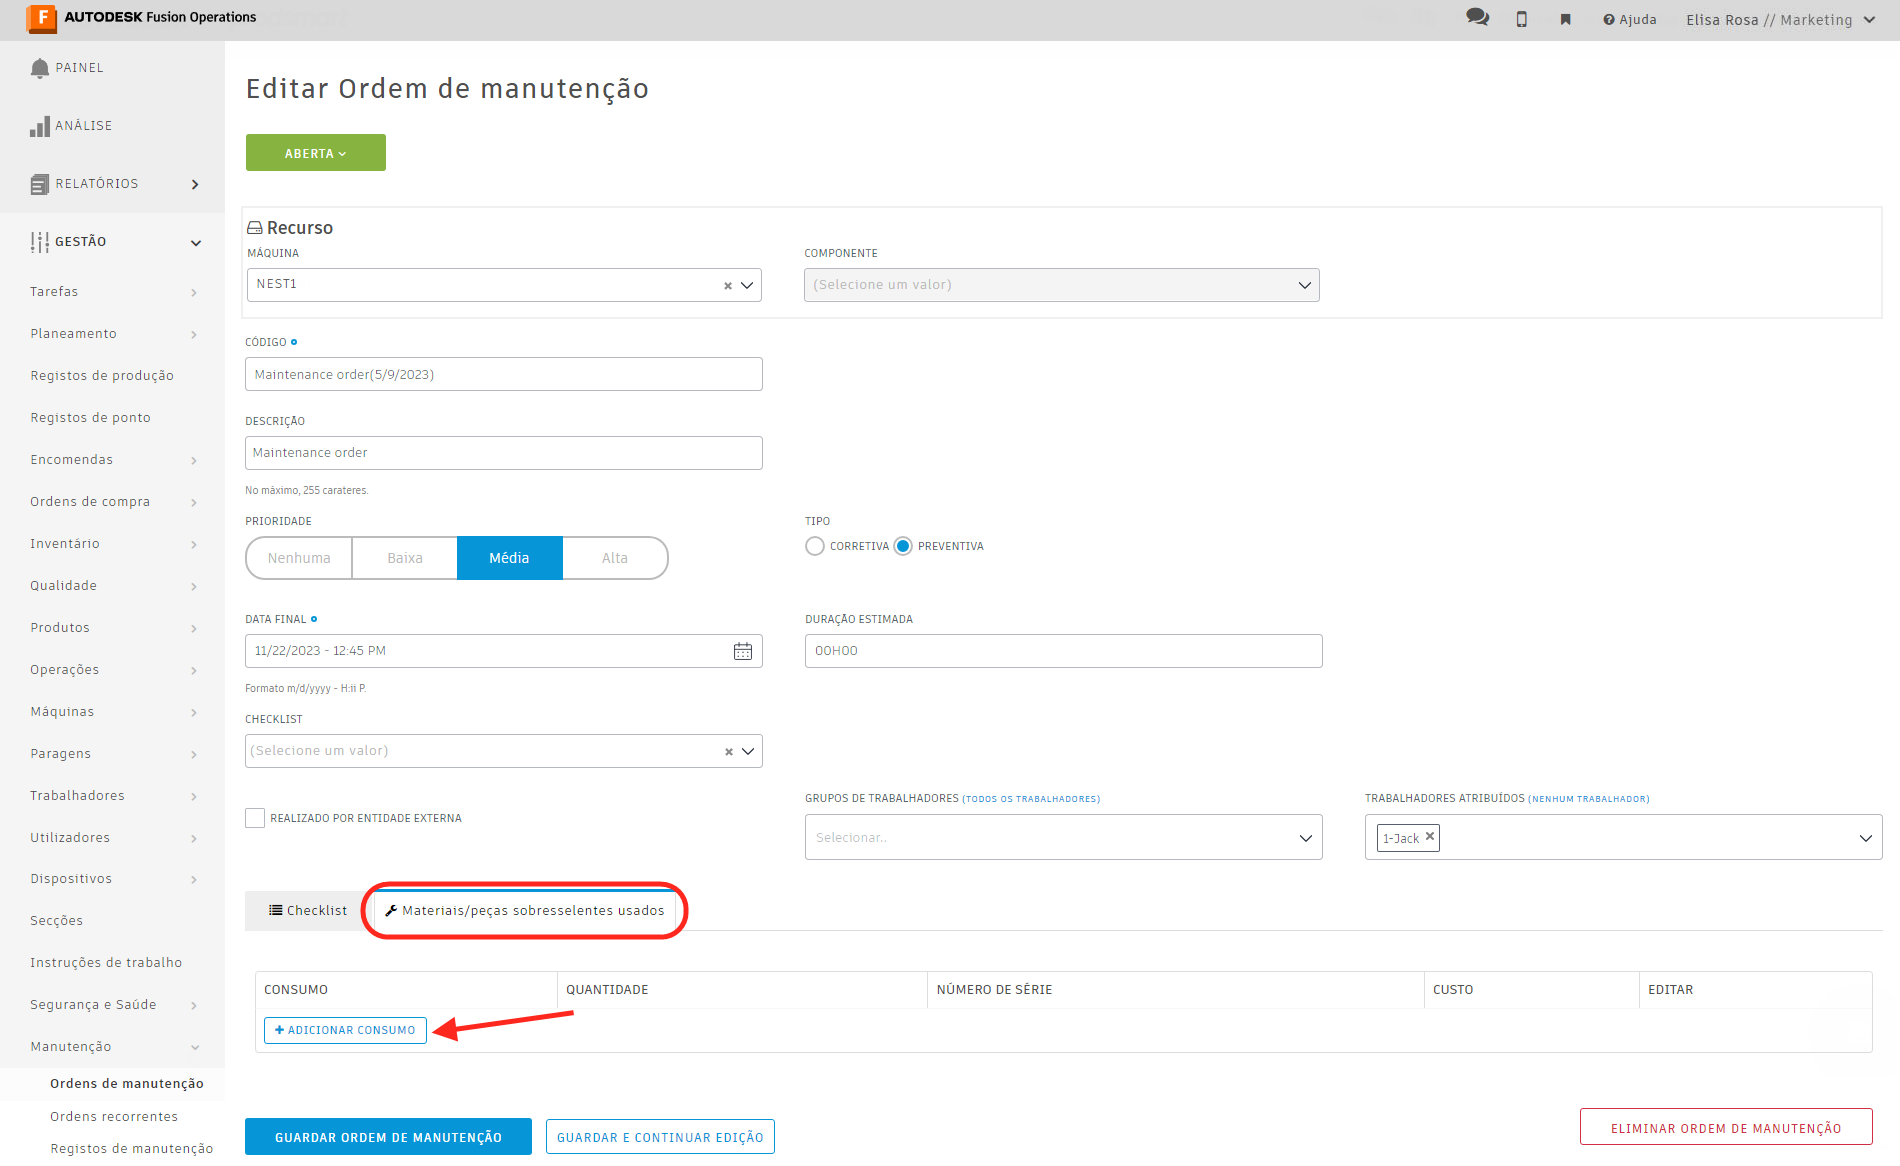 F AUTODESK Fusion Operations
Ajuda
Elisa Rosa // Marketing
PAINEL
ANÁLISE
RELATÓRIOS
GESTÃO
Tarefas
Planeamento
Registos de produção
Registos de ponto
Encomendas
Ordens de compra
Inventário
Qualidade
Produtos
Operações
Máquinas
Paragens
Trabalhadores
Utilizadores
Dispositivos
Secções
Instruções de trabalho
Segurança e Saúde
Manutenção
Ordens de manutenção
Ordens recorrentes
Registos de manutenção
Editar Ordem de manutenção
ABERTA
Recurso
MÁQUINA
NEST1
COMPONENTE
(Selecione um valor)
CÓDIGO
Maintenance order(5/9/2023)
DESCRIÇÃO
Maintenance order
No máximo, 255 carateres.
PRIORIDADE
Nenhuma Baixa Média Alta
TIPO
CORRETIVA PREVENTIVA
DATA FINAL
11/22/2023 - 12:45 PM
Formato m/d/yyyy - H:ii P.
DURAÇÃO ESTIMADA
00H00
CHECKLIST
(Selecione um valor)
REALIZADO POR ENTIDADE EXTERNA
GRUPOS DE TRABALHADORES (TODOS OS TRABALHADORES)
Selecionar..
TRABALHADORES ATRIBUÍDOS (NENHUM TRABALHADOR)
1-Jack
Checklist
Materiais/peças sobresselentes usados
CONSUMO QUANTIDADE NÚMERO DE SÉRIE CUSTO EDITAR
+ ADICIONAR CONSUMO
GUARDAR ORDEM DE MANUTENÇÃO
GUARDAR E CONTINUAR EDIÇÃO
ELIMINAR ORDEM DE MANUTENÇÃO